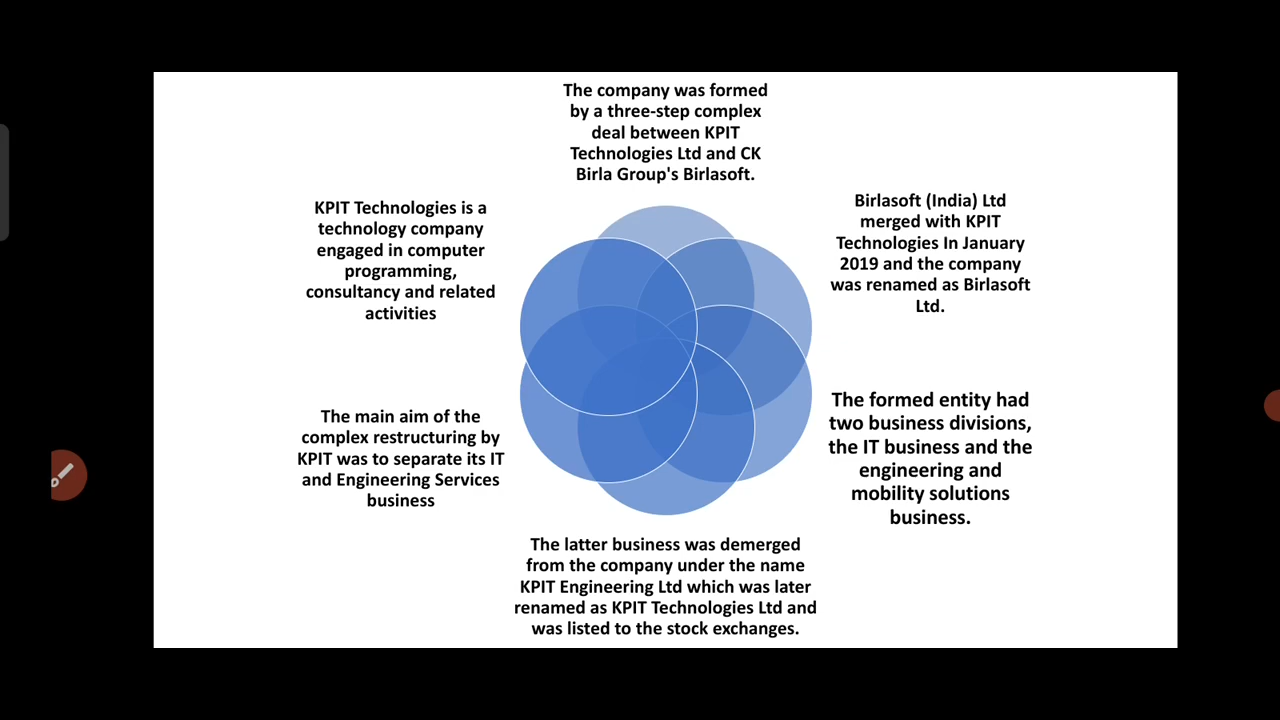 The company was formed
by a three-step complex
deal between KPIT
Technologies Ltd and CK
Birla Group's Birlasoft.
Birlasoft (India) Ltd
merged with KPIT
Technologies In January
2019 and the company
was renamed as Birlasoft
Ltd.
The formed entity had
two business divisions,
the IT business and the
engineering and
mobility solutions
business.
The latter business was demerged
from the company under the name
KPIT Engineering Ltd which was later
renamed as KPIT Technologies Ltd and
was listed to the stock exchanges.
The main aim of the
complex restructuring by
KPIT was to separate its IT
and Engineering Services
business
KPIT Technologies is a
technology company
engaged in computer
programming,
consultancy and related
activities